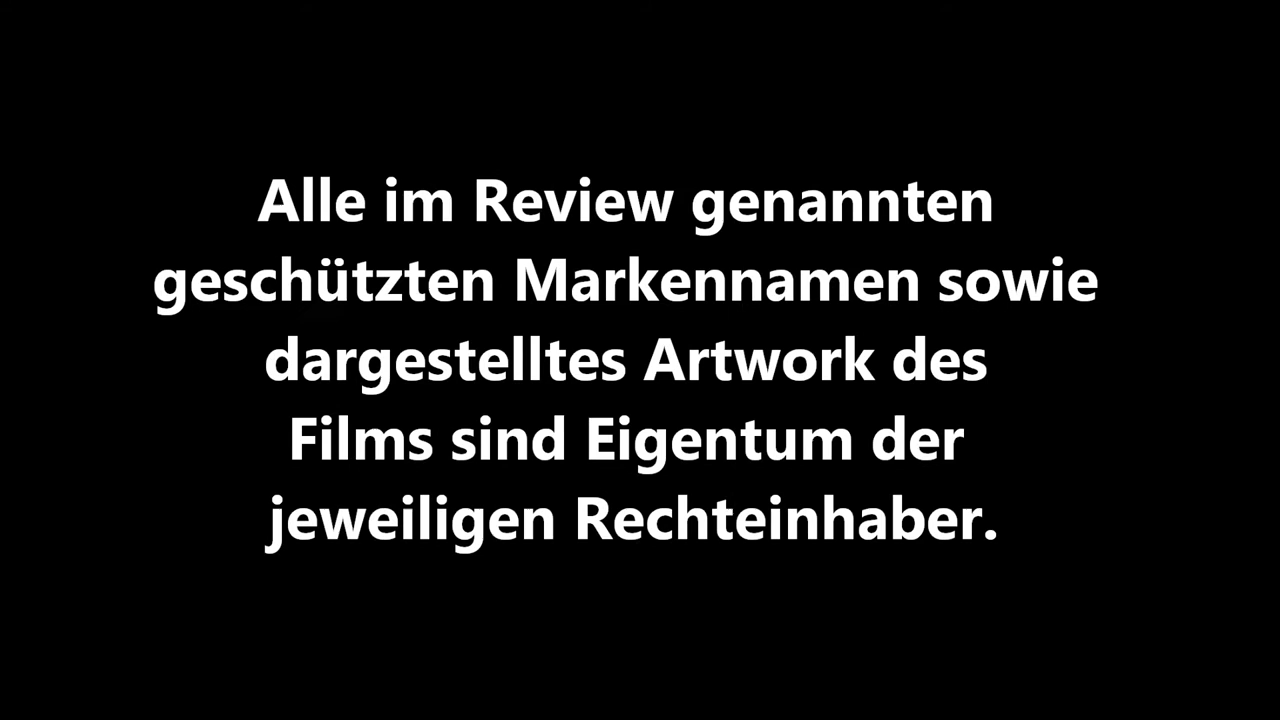 Alle im Review genannten
geschützten Markennamen sowie
dargestelltes Artwork des
Films sind Eigentum der
jeweiligen Rechteinhaber.